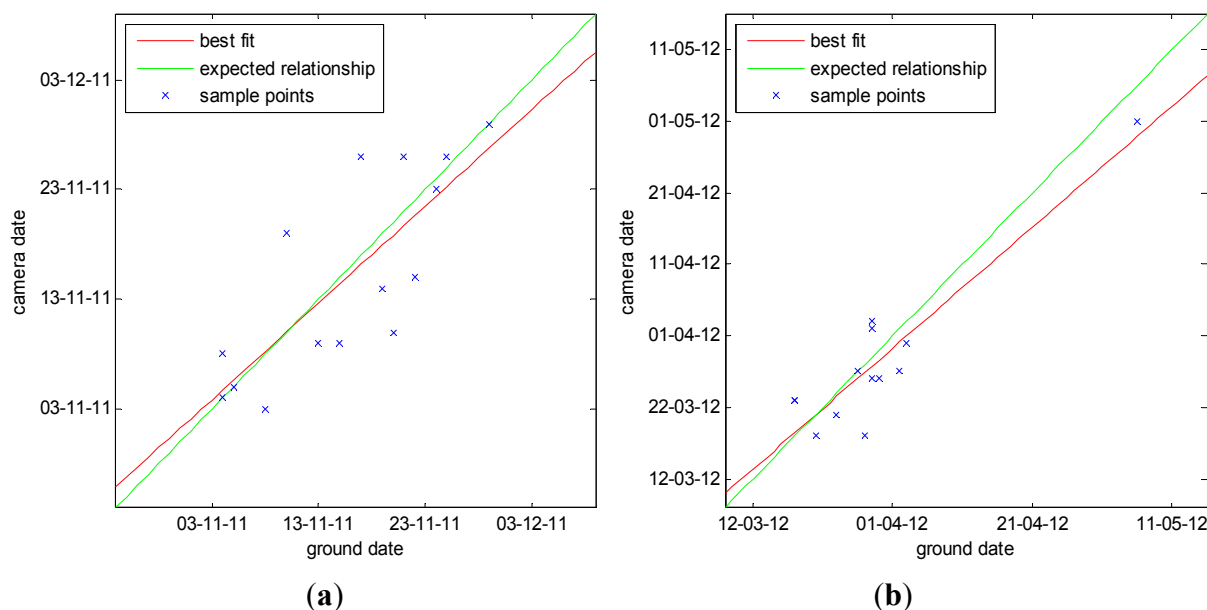 best fit
expected relationship
sample points
03-12-11
23-11-11
13-11-11
03-11-11
camera date
03-11-11 13-11-11 23-11-11 03-12-11
ground date
(a)
best fit
expected relationship
sample points
11-05-12
01-05-12
21-04-12
11-04-12
01-04-12
22-03-12
12-03-12
camera date
12-03-12 01-04-12 21-04-12 11-05-12
ground date
(b)